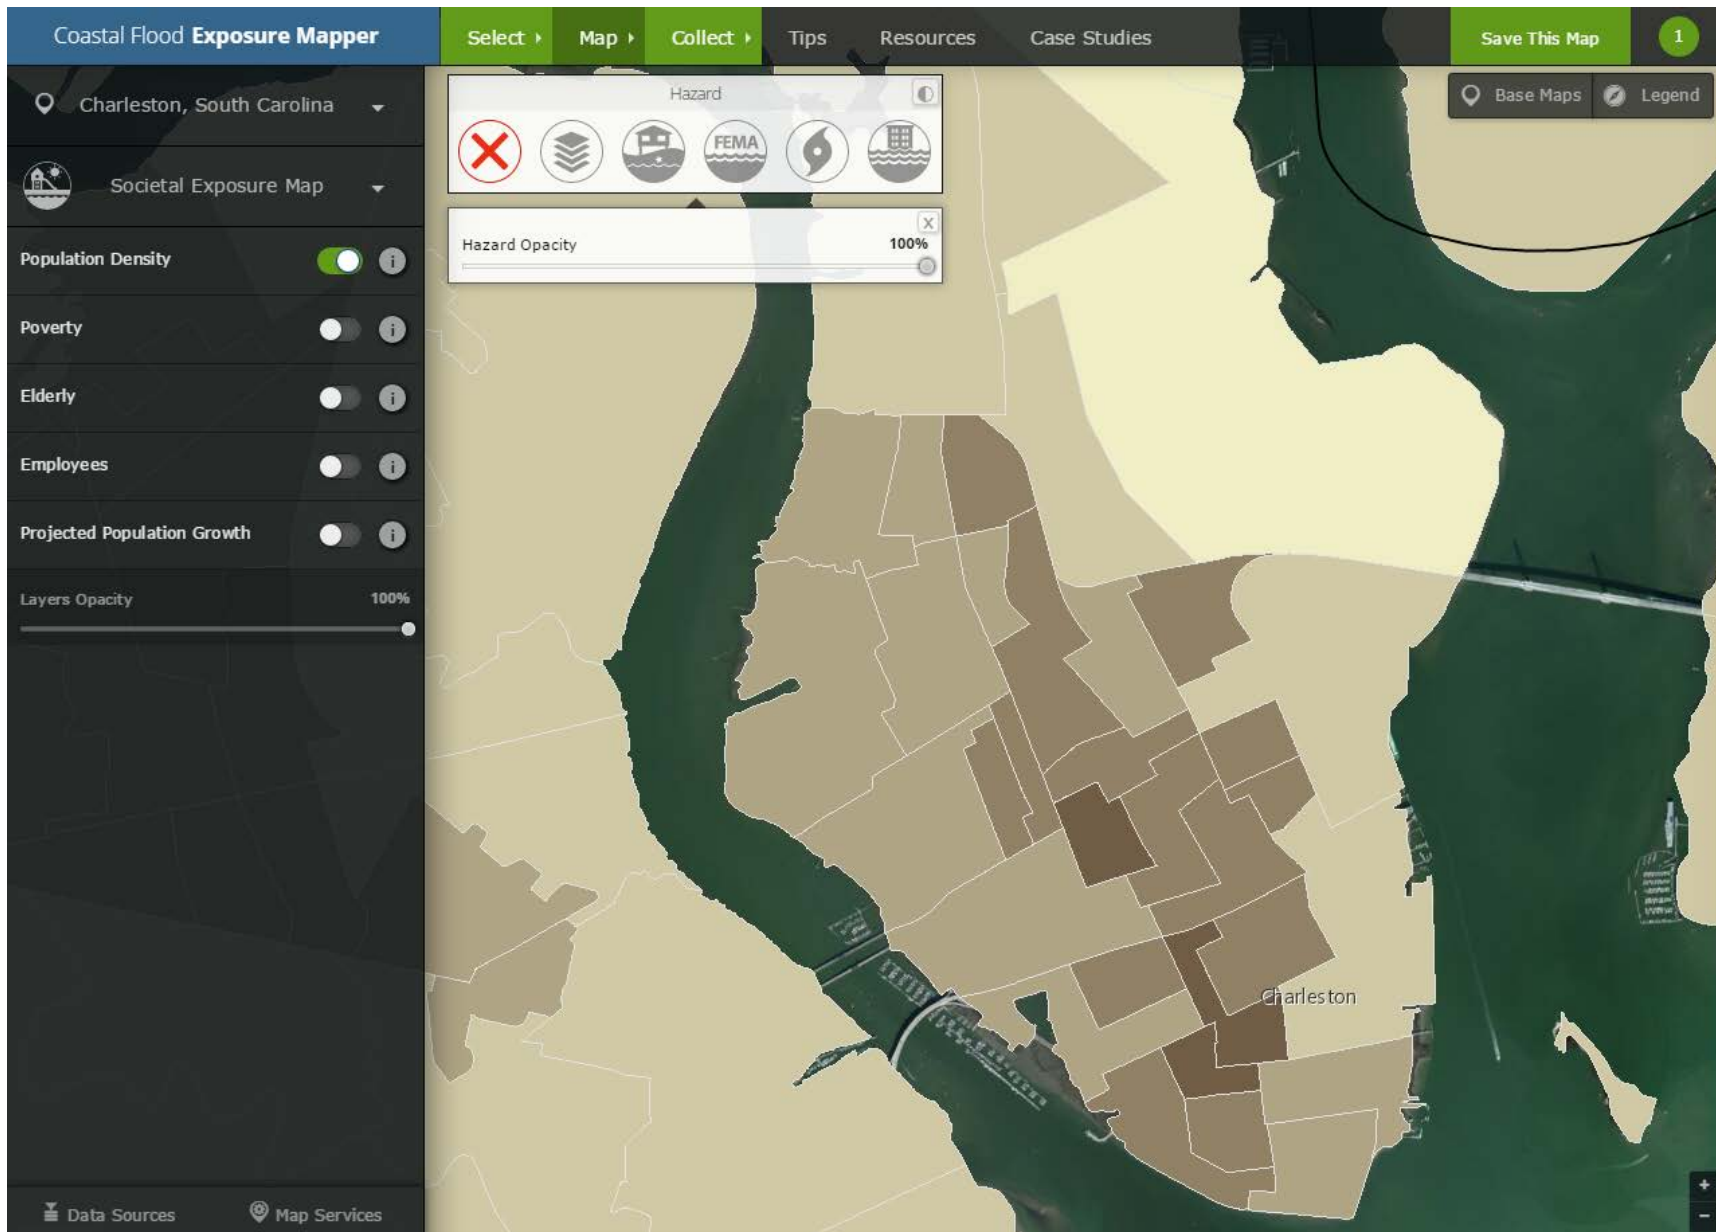 Coastal Flood Exposure Mapper
Select
Map
Collect
Tips
Resources
Case Studies
Save This Map
1
Charleston, South Carolina
Societal Exposure Map
Population Density
i
Poverty
i
Elderly
i
Employees
i
Projected Population Growth
i
Layers Opacity 100%
Data Sources
Map Services
Hazard
FEMA
X
Hazard Opacity 100%
Base Maps
Legend
Charleston
+
-